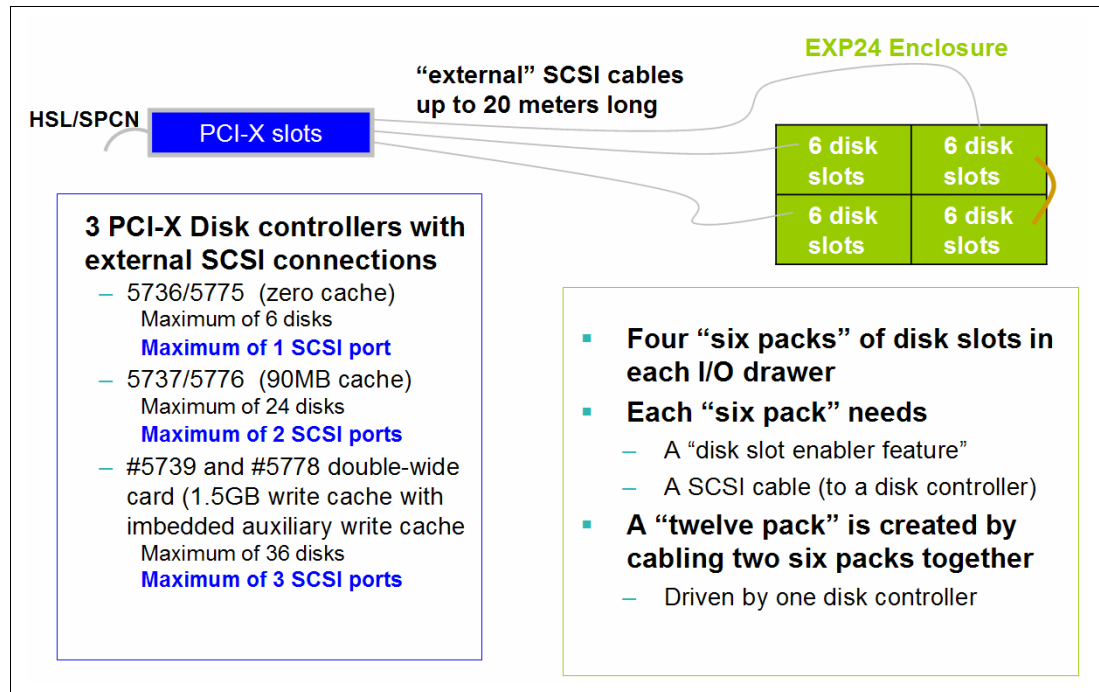 EXP24 Enclosure
“external” SCSI cables
up to 20 meters long
HSL/SPCN
PCI-X slots
6 disk
slots
6 disk
slots
6 disk
slots
6 disk
slots
3 PCI-X Disk controllers with
external SCSI connections
– 5736/5775 (zero cache)
Maximum of 6 disks
Maximum of 1 SCSI port
– 5737/5776 (90MB cache)
Maximum of 24 disks
Maximum of 2 SCSI ports
– #5739 and #5778 double-wide
card (1.5GB write cache with
imbedded auxiliary write cache
Maximum of 36 disks
Maximum of 3 SCSI ports
▪ Four “six packs” of disk slots in
each I/O drawer
▪ Each “six pack” needs
– A “disk slot enabler feature”
– A SCSI cable (to a disk controller)
▪ A “twelve pack” is created by
cabling two six packs together
– Driven by one disk controller